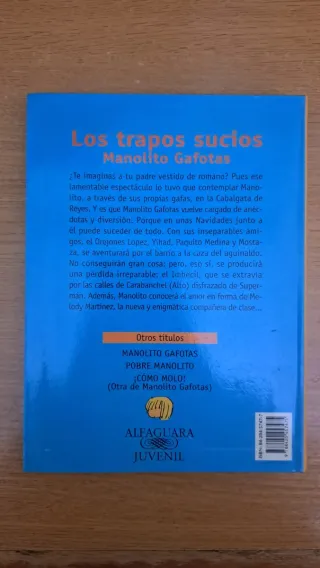 Los trapos sucios
Manolito Gafotas
¿Te imaginas a tu padre vestido de romano? Pues ese
lamentable espectáculo lo tuvo que contemplar Mano-
lito, a través de sus propias gafas, en la Cabalgata de
Reyes. Y es que Manolito Gafotas vuelve cargado de anéc-
dotas y diversión. Porque en unas Navidades junto a
él puede suceder de todo. Con sus inseparables ami-
gos, el Orejones López, Yihad, Paquito Medina y Mosta-
za, se aventurará por el barrio a la caza del aguinaldo.
No conseguirán gran cosa; pero, eso sí, se producirá
una pérdida irreparable: el Imbécil, que se extravía
por las calles de Carabanchel (Alto) disfrazado de Super-
mán. Además, Manolito conocerá el amor en forma de Me-
lody Martínez, la nueva y enigmática compañera de clase...
Otros títulos
MANOLITO GAFOTAS
POBRE MANOLITO
¡CÓMO MOLO!
(Otra de Manolito Gafotas)
ALFAGUARA
JUVENIL